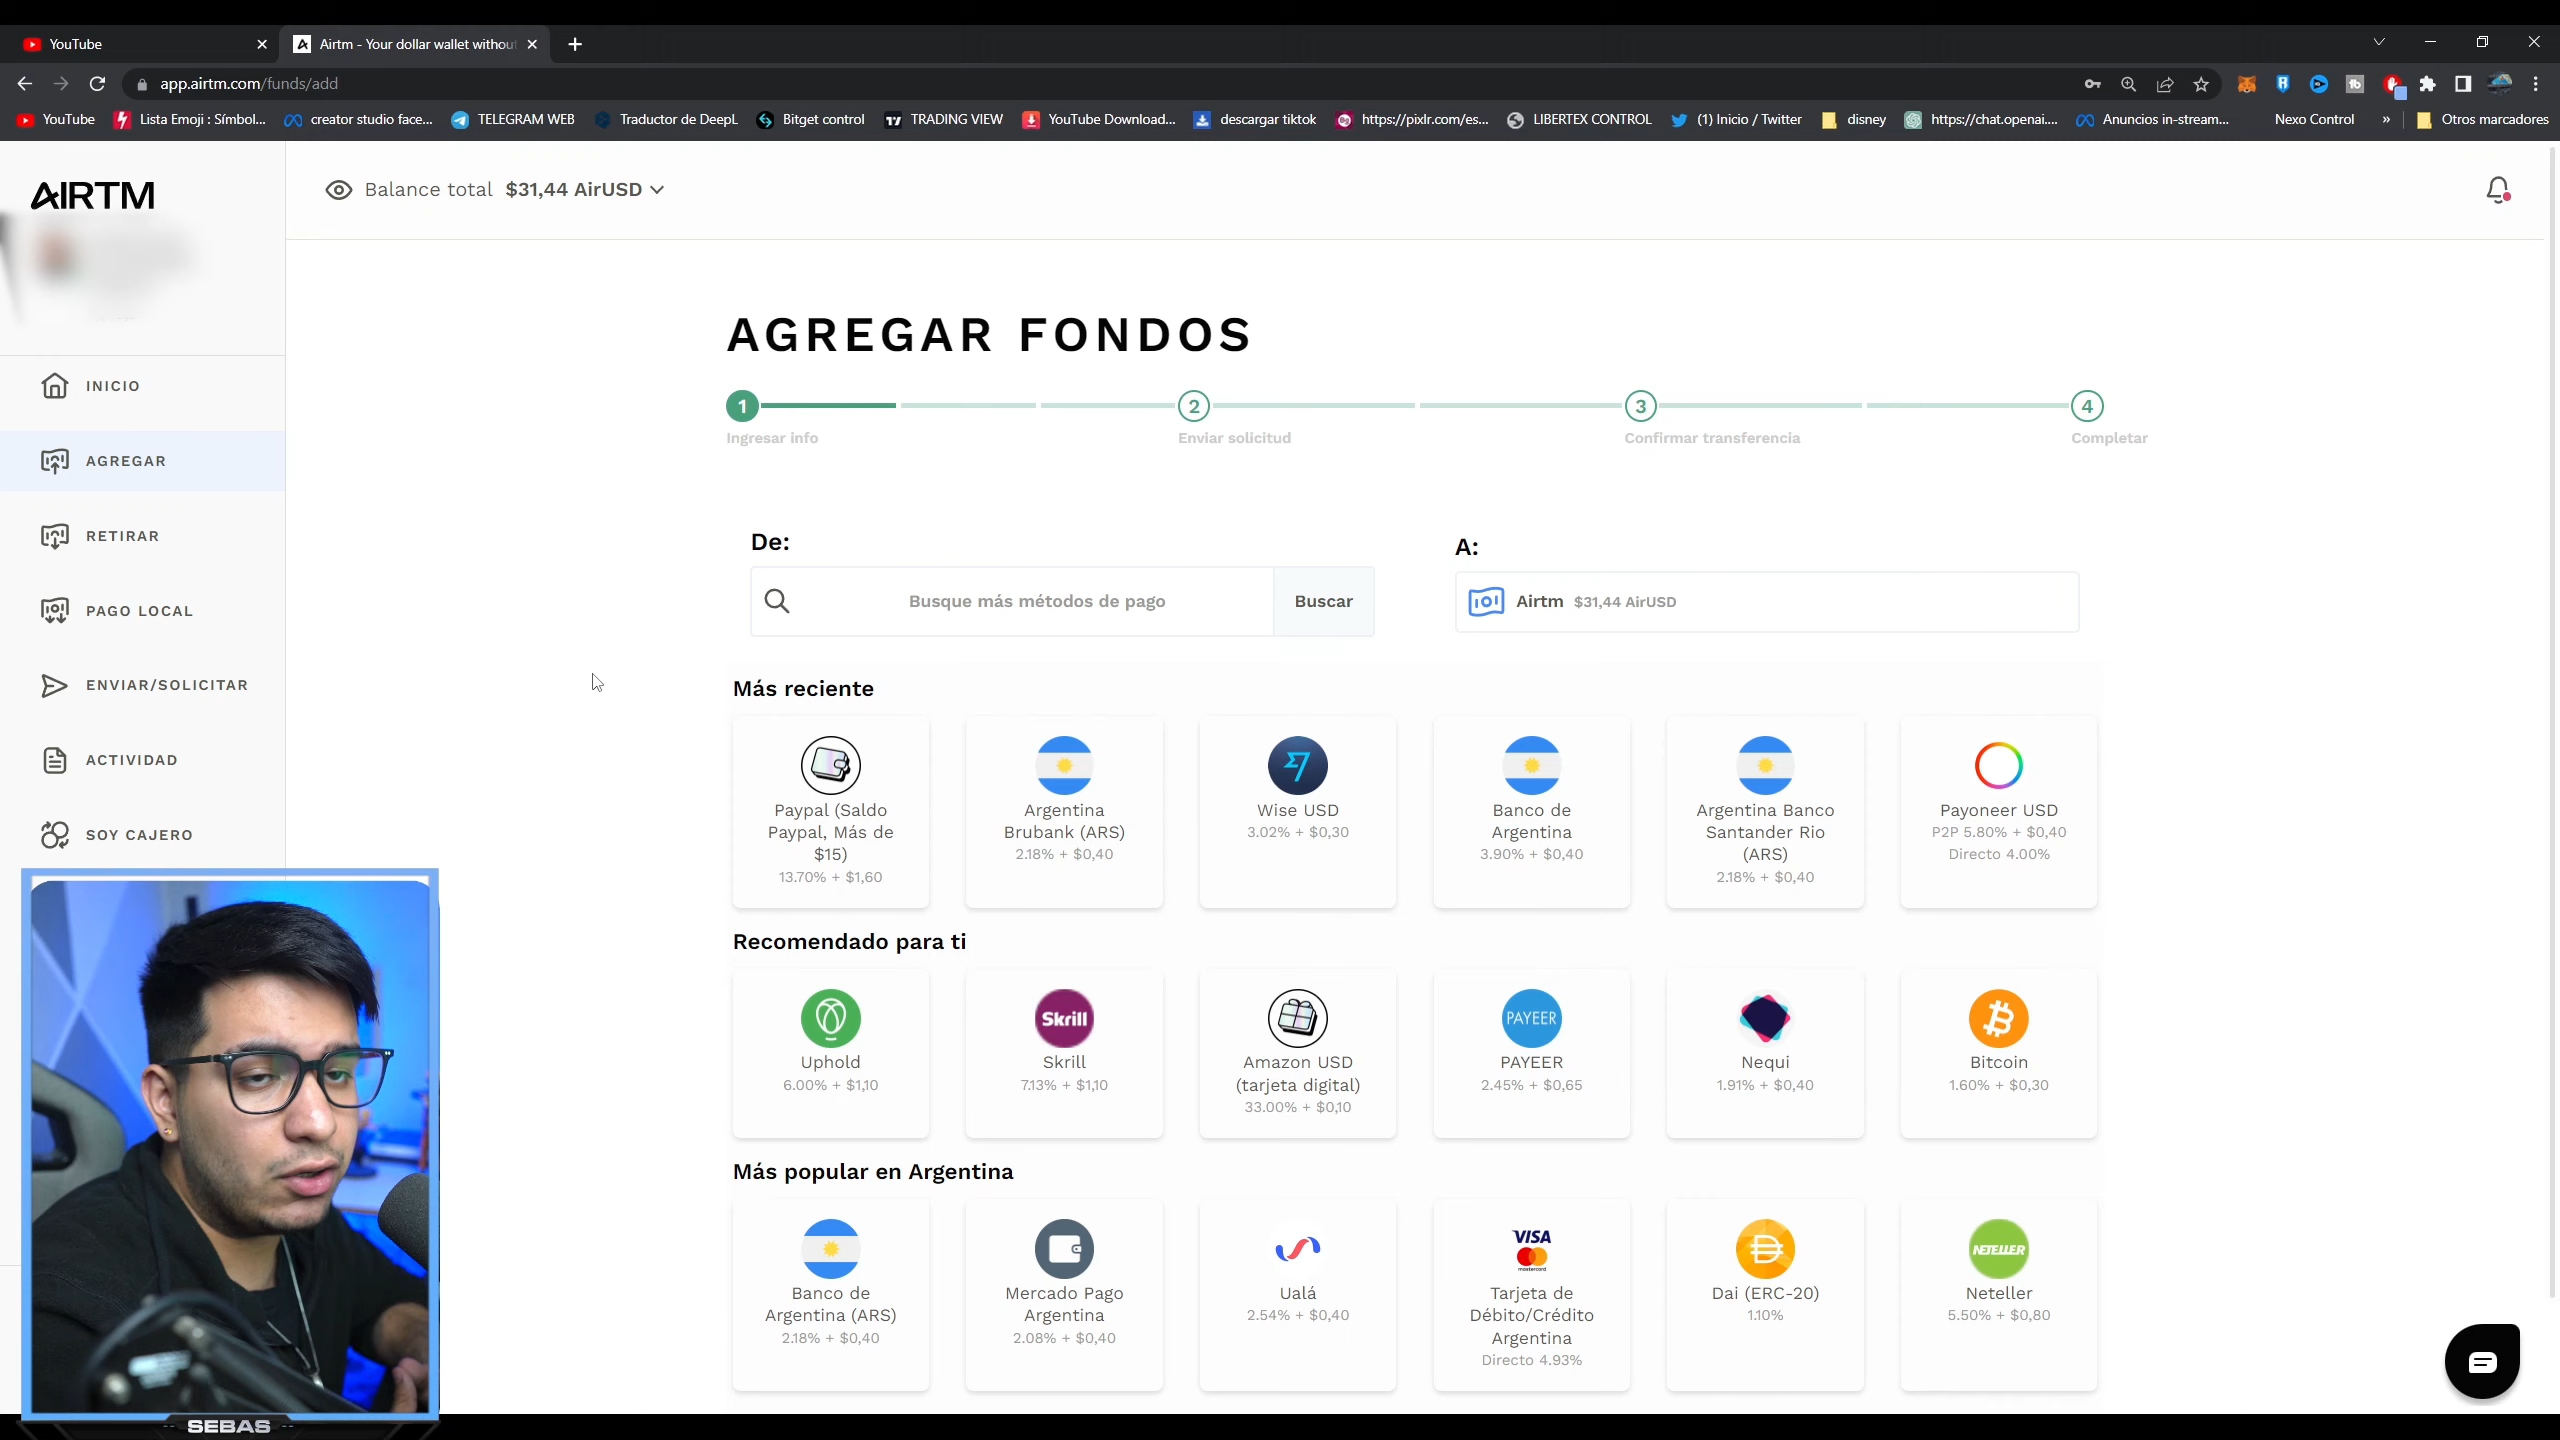 YouTube
Airtm - Your dollar wallet without
app.airtm.com/funds/add
YouTube
Lista Emoji : Símbol...
creator studio face...
TELEGRAM WEB
Traductor de DeepL
Bitget control
TRADING VIEW
YouTube Download...
descargar tiktok
https://pixlr.com/es...
LIBERTEX CONTROL
(1) Inicio / Twitter
disney
https://chat.openai....
Anuncios in-stream...
Nexo Control
»
Otros marcadores
AIRTM
Balance total $31,44 AirUSD
INICIO
AGREGAR
RETIRAR
PAGO LOCAL
ENVIAR/SOLICITAR
ACTIVIDAD
SOY CAJERO
AGREGAR FONDOS
1
2
3
4
Ingresar info
Enviar solicitud
Confirmar transferencia
Completar
De:
Busque más métodos de pago
Buscar
A:
Airtm $31,44 AirUSD
Más reciente
Paypal (Saldo
Paypal, Más de
$15)
13.70% + $1,60
Argentina
Brubank (ARS)
2.18% + $0,40
Wise USD
3.02% + $0,30
Banco de
Argentina
3.90% + $0,40
Argentina Banco
Santander Rio
(ARS)
2.18% + $0,40
Payoneer USD
P2P 5.80% + $0,40
Directo 4.00%
Recomendado para ti
Uphold
6.00% + $1,10
Skrill
Skrill
7.13% + $1,10
Amazon USD
(tarjeta digital)
33.00% + $0,10
PAYEER
PAYEER
2.45% + $0,65
Nequi
1.91% + $0,40
Bitcoin
1.60% + $0,30
Más popular en Argentina
Banco de
Argentina (ARS)
2.18% + $0,40
Mercado Pago
Argentina
2.08% + $0,40
Ualá
2.54% + $0,40
VISA
mastercard
Tarjeta de
Débito/Crédito
Argentina
Directo 4.93%
Dai (ERC-20)
1.10%
NETELLER
Neteller
5.50% + $0,80
SEBAS